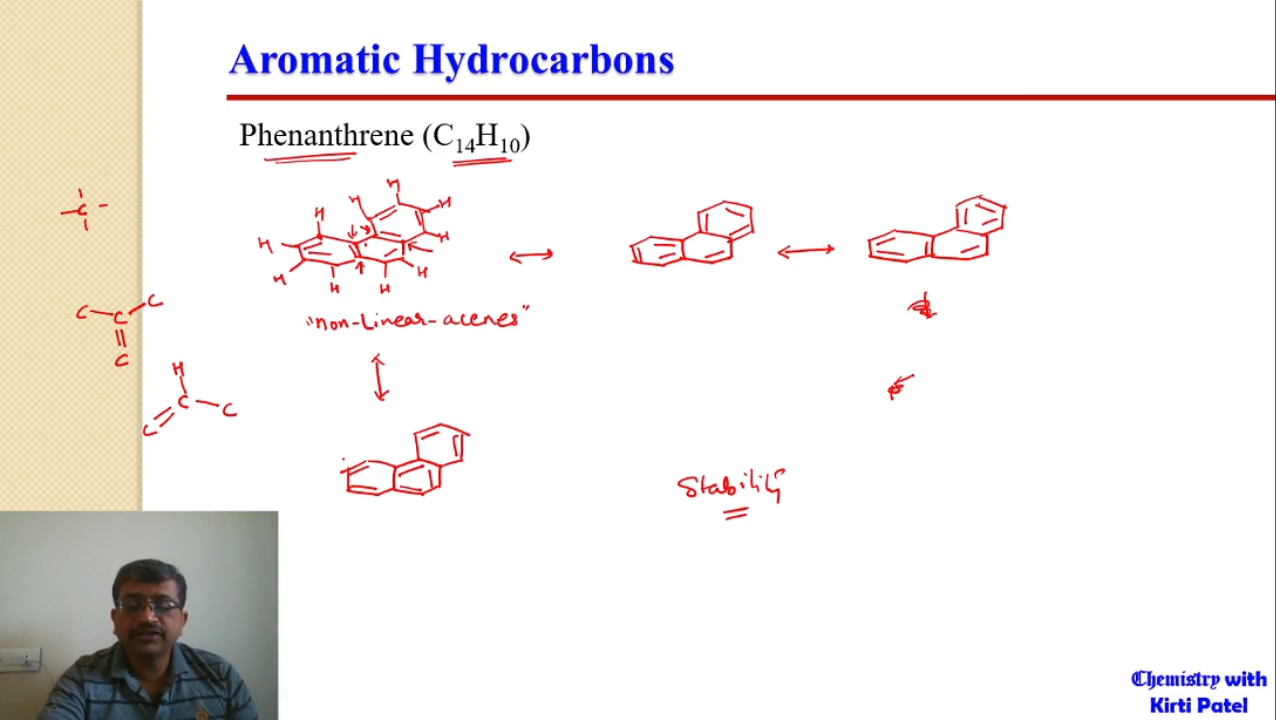 Aromatic Hydrocarbons
Phenanthrene (C₁₄H₁₀)
H
H
H
H
H
H
H
H
H
H
"non-Linear-acenes"
C
C C
C
C
H
C C
C
Stability
Chemistry with
Kirti Patel